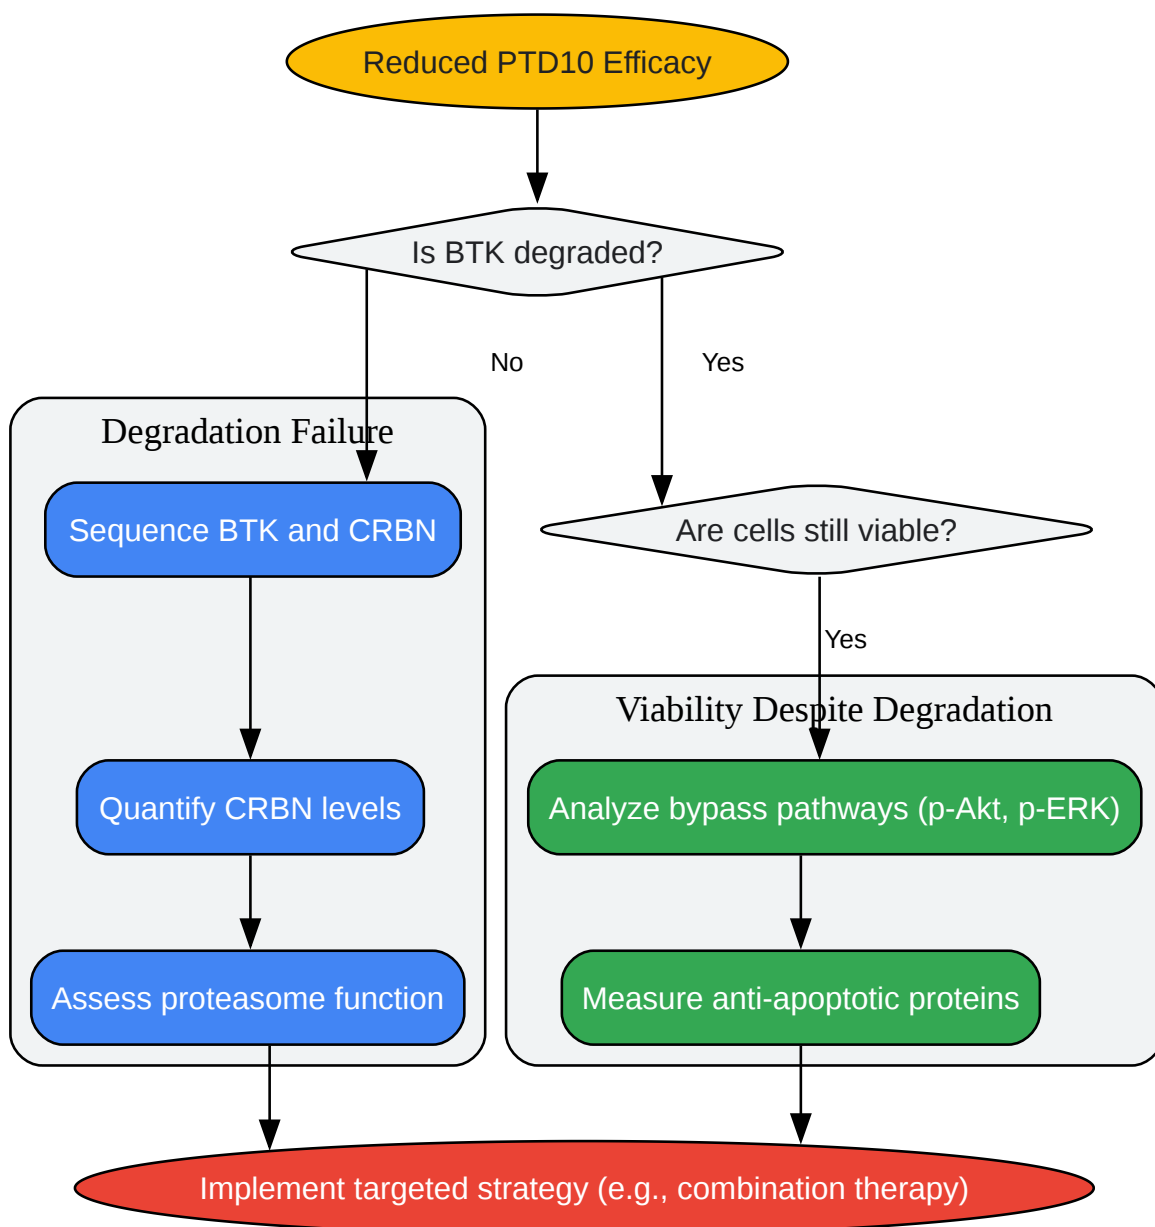 Reduced PTD10 Efficacy
Is BTK degraded?
No
Yes
Degradation Failure
Sequence BTK and CRBN
Are cells still viable?
Yes
Viability Despite Degradation
Quantify CRBN levels
Analyze bypass pathways (p-Akt, p-ERK)
Assess proteasome function
Measure anti-apoptotic proteins
Implement targeted strategy (e.g., combination therapy)